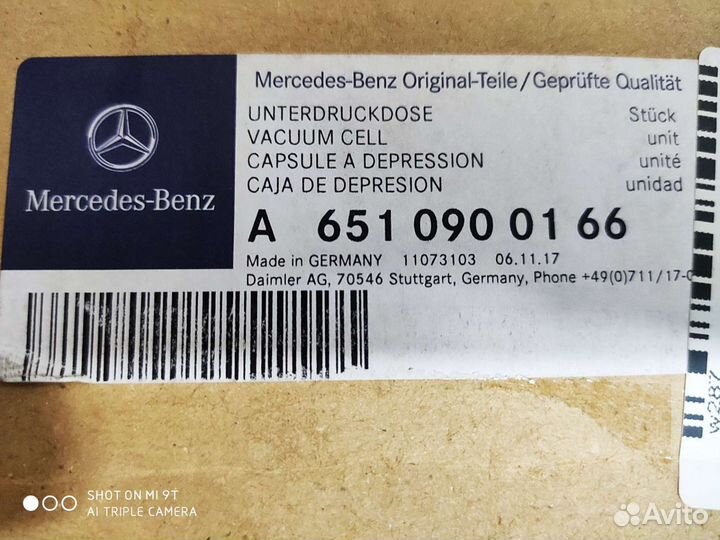 Mercedes-Benz Original-Teile/Geprüfte Qualität
UNTERDRUCKDOSE Stück
VACUUM CELL unit
CAPSULE A DEPRESSION unité
CAJA DE DEPRESION unidad
Mercedes-Benz
A 651 090 01 66
Made in GERMANY 11073103 06.11.17
Daimler AG, 70546 Stuttgart, Germany, Phone +49(0)711/17-0
w287
SHOT ON MI 9T
AI TRIPLE CAMERA
Avito